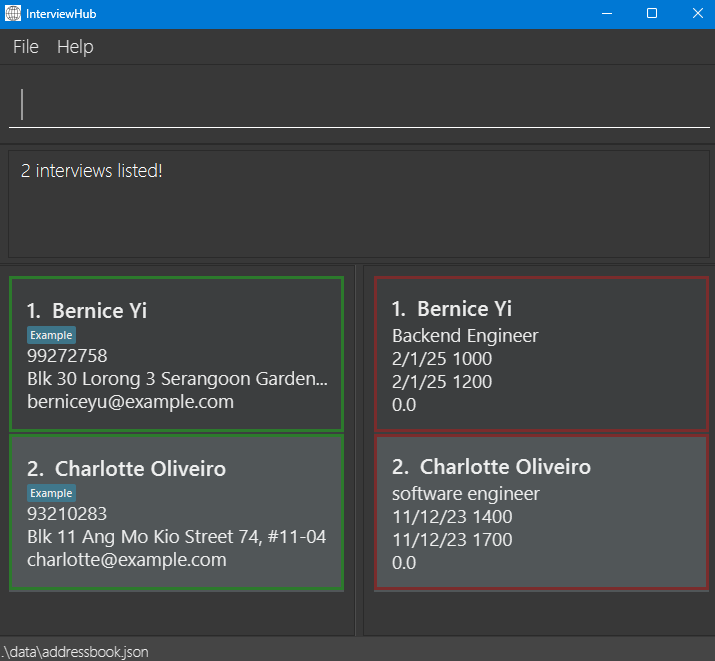 InterviewHub
File Help
2 interviews listed!
1. Bernice Yi
Example
99272758
Blk 30 Lorong 3 Serangoon Garden...
berniceyu@example.com
2. Charlotte Oliveiro
Example
93210283
Blk 11 Ang Mo Kio Street 74, #11-04
charlotte@example.com
1. Bernice Yi
Backend Engineer
2/1/25 1000
2/1/25 1200
0.0
2. Charlotte Oliveiro
software engineer
11/12/23 1400
11/12/23 1700
0.0
.\data\addressbook.json